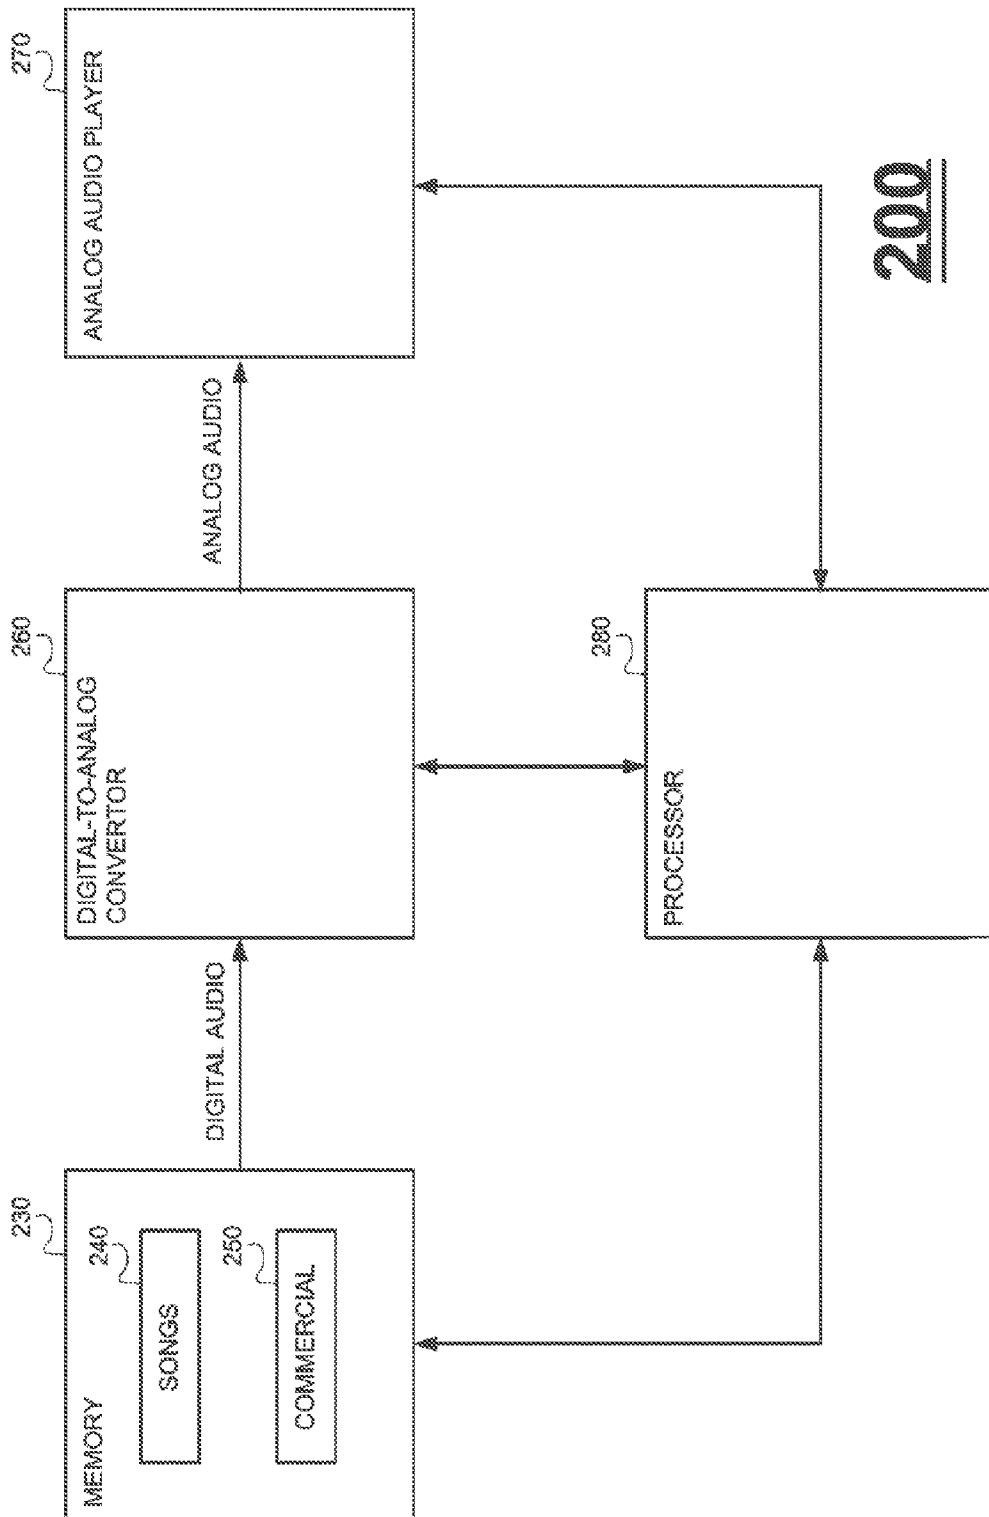 230
MEMORY
240
SONGS
250
COMMERCIAL
DIGITAL AUDIO
260
DIGITAL-TO-ANALOG
CONVERTOR
ANALOG AUDIO
270
ANALOG AUDIO PLAYER
280
PROCESSOR
200